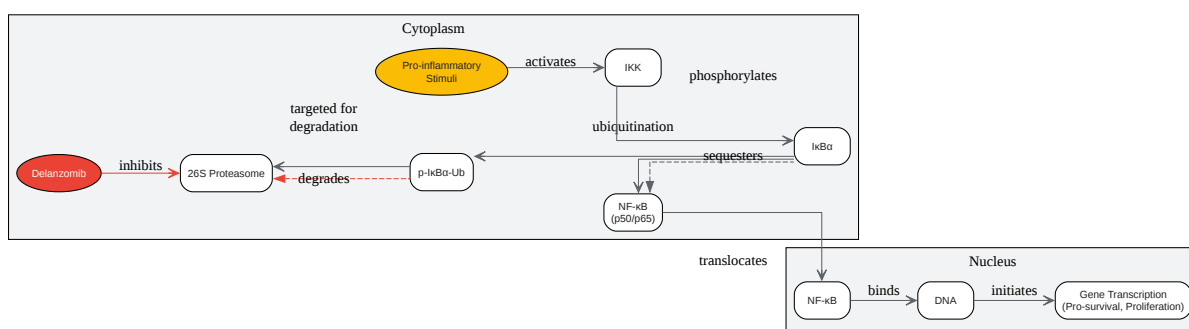 Cytoplasm
Pro-inflammatory
Stimuli
activates
IKK
phosphorylates
targeted for
degradation
ubiquitination
IκBα
sequesters
Delanzomib
inhibits
26S Proteasome
degrades
p-IκBα-Ub
NF-κB
(p50/p65)
translocates
Nucleus
NF-κB
binds
DNA
initiates
Gene Transcription
(Pro-survival, Proliferation)